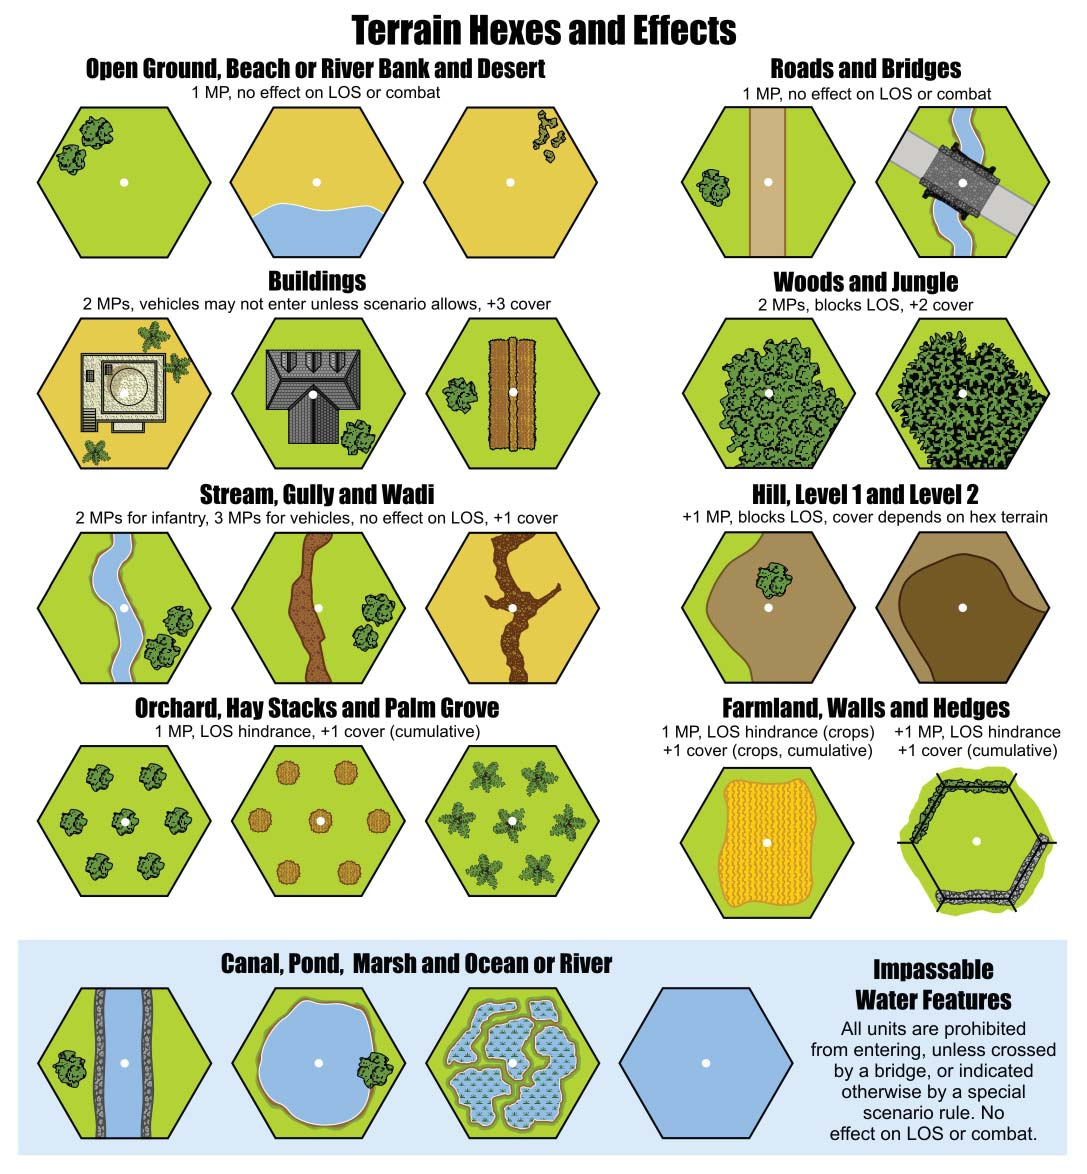 Terrain Hexes and Effects
Open Ground, Beach or River Bank and Desert
1 MP, no effect on LOS or combat
Roads and Bridges
1 MP, no effect on LOS or combat
Buildings
2 MPs, vehicles may not enter unless scenario allows, +3 cover
Woods and Jungle
2 MPs, blocks LOS, +2 cover
Stream, Gully and Wadi
2 MPs for infantry, 3 MPs for vehicles, no effect on LOS, +1 cover
Hill, Level 1 and Level 2
+1 MP, blocks LOS, cover depends on hex terrain
Orchard, Hay Stacks and Palm Grove
1 MP, LOS hindrance, +1 cover (cumulative)
Farmland, Walls and Hedges
1 MP, LOS hindrance (crops)
+1 cover (crops, cumulative)
+1 MP, LOS hindrance
+1 cover (cumulative)
Canal, Pond, Marsh and Ocean or River
Impassable
Water Features
All units are prohibited
from entering, unless crossed
by a bridge, or indicated
otherwise by a special
scenario rule. No
effect on LOS or combat.